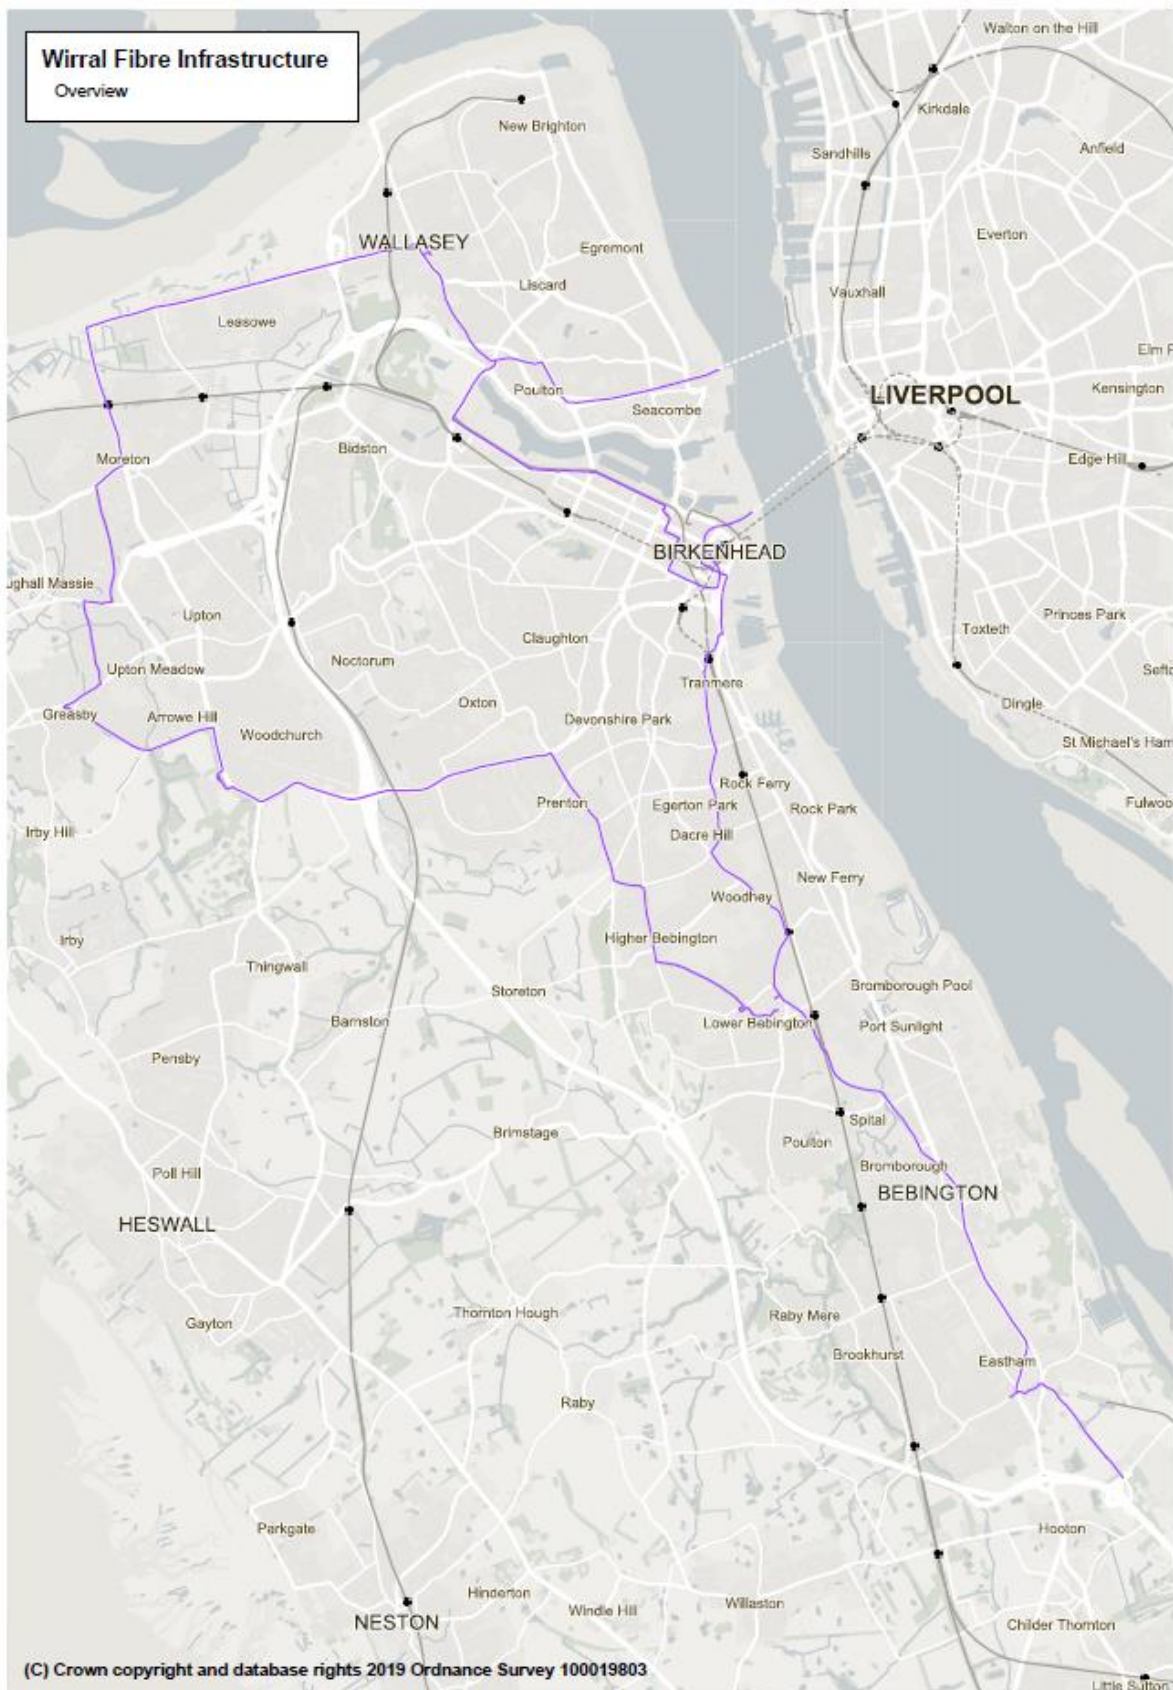 Wirral Fibre Infrastructure
Overview
Walton on the Hill
Kirkdale
New Brighton
Sandhills
Anfield
WALLASEY
Egremont
Everton
Liscard
Vauxhall
Leasowe
Elm P
Poulton
LIVERPOOL
Kensington
Seacombe
Bidston
Moreton
Edge Hill
BIRKENHEAD
ughall Massie
Upton
Princes Park
Claughton
Toxteth
Noctorum
Upton Meadow
Sefto
Tranmere
Oxton
Dingle
Greasby
Arrowe Hill
Devonshire Park
Woodchurch
St Michael's Ham
Rock Ferry
Prenton
Egerton Park
Rock Park
Fulwoo
Irby Hill
Dacre Hill
New Ferry
Woodhey
Irby
Higher Bebington
Thingwall
Storeton
Bromborough Pool
Barnston
Lower Bebington
Port Sunlight
Pensby
Brimstage
Spital
Poulton
Poll Hill
Bromborough
BEBINGTON
HESWALL
Thornton Hough
Raby Mere
Gayton
Brookhurst
Eastham
Raby
Parkgate
Hooton
Hinderton
Willaston
Windle Hill
NESTON
Childer Thornton
(C) Crown copyright and database rights 2019 Ordnance Survey 100019803
Little Sutton